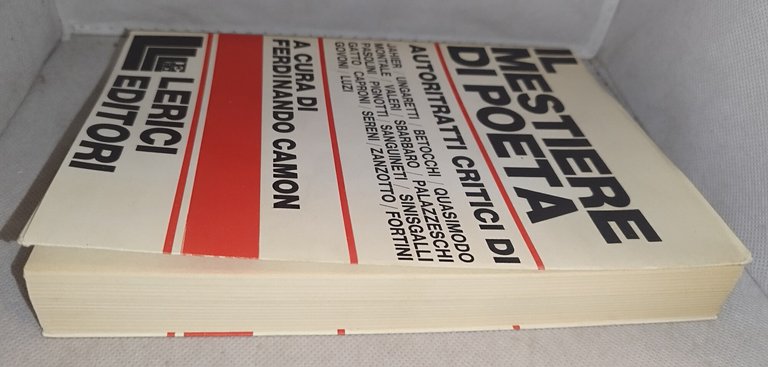 IL
MESTIERE
DI POETA
AUTORITRATTI CRITICI DI
JAHIER / UNGARETTI / BETOCCHI / QUASIMODO
MONTALE / VALERI / SBARBARO / PALAZZESCHI
PASOLINI / PIGNOTTI / SANGUINETI / SINISGALLI
GATTO / CAPRONI / SERENI / ZANZOTTO / FORTINI
GOVONI / LUZI
A CURA DI
FERDINANDO CAMON
LERICI
EDITORI